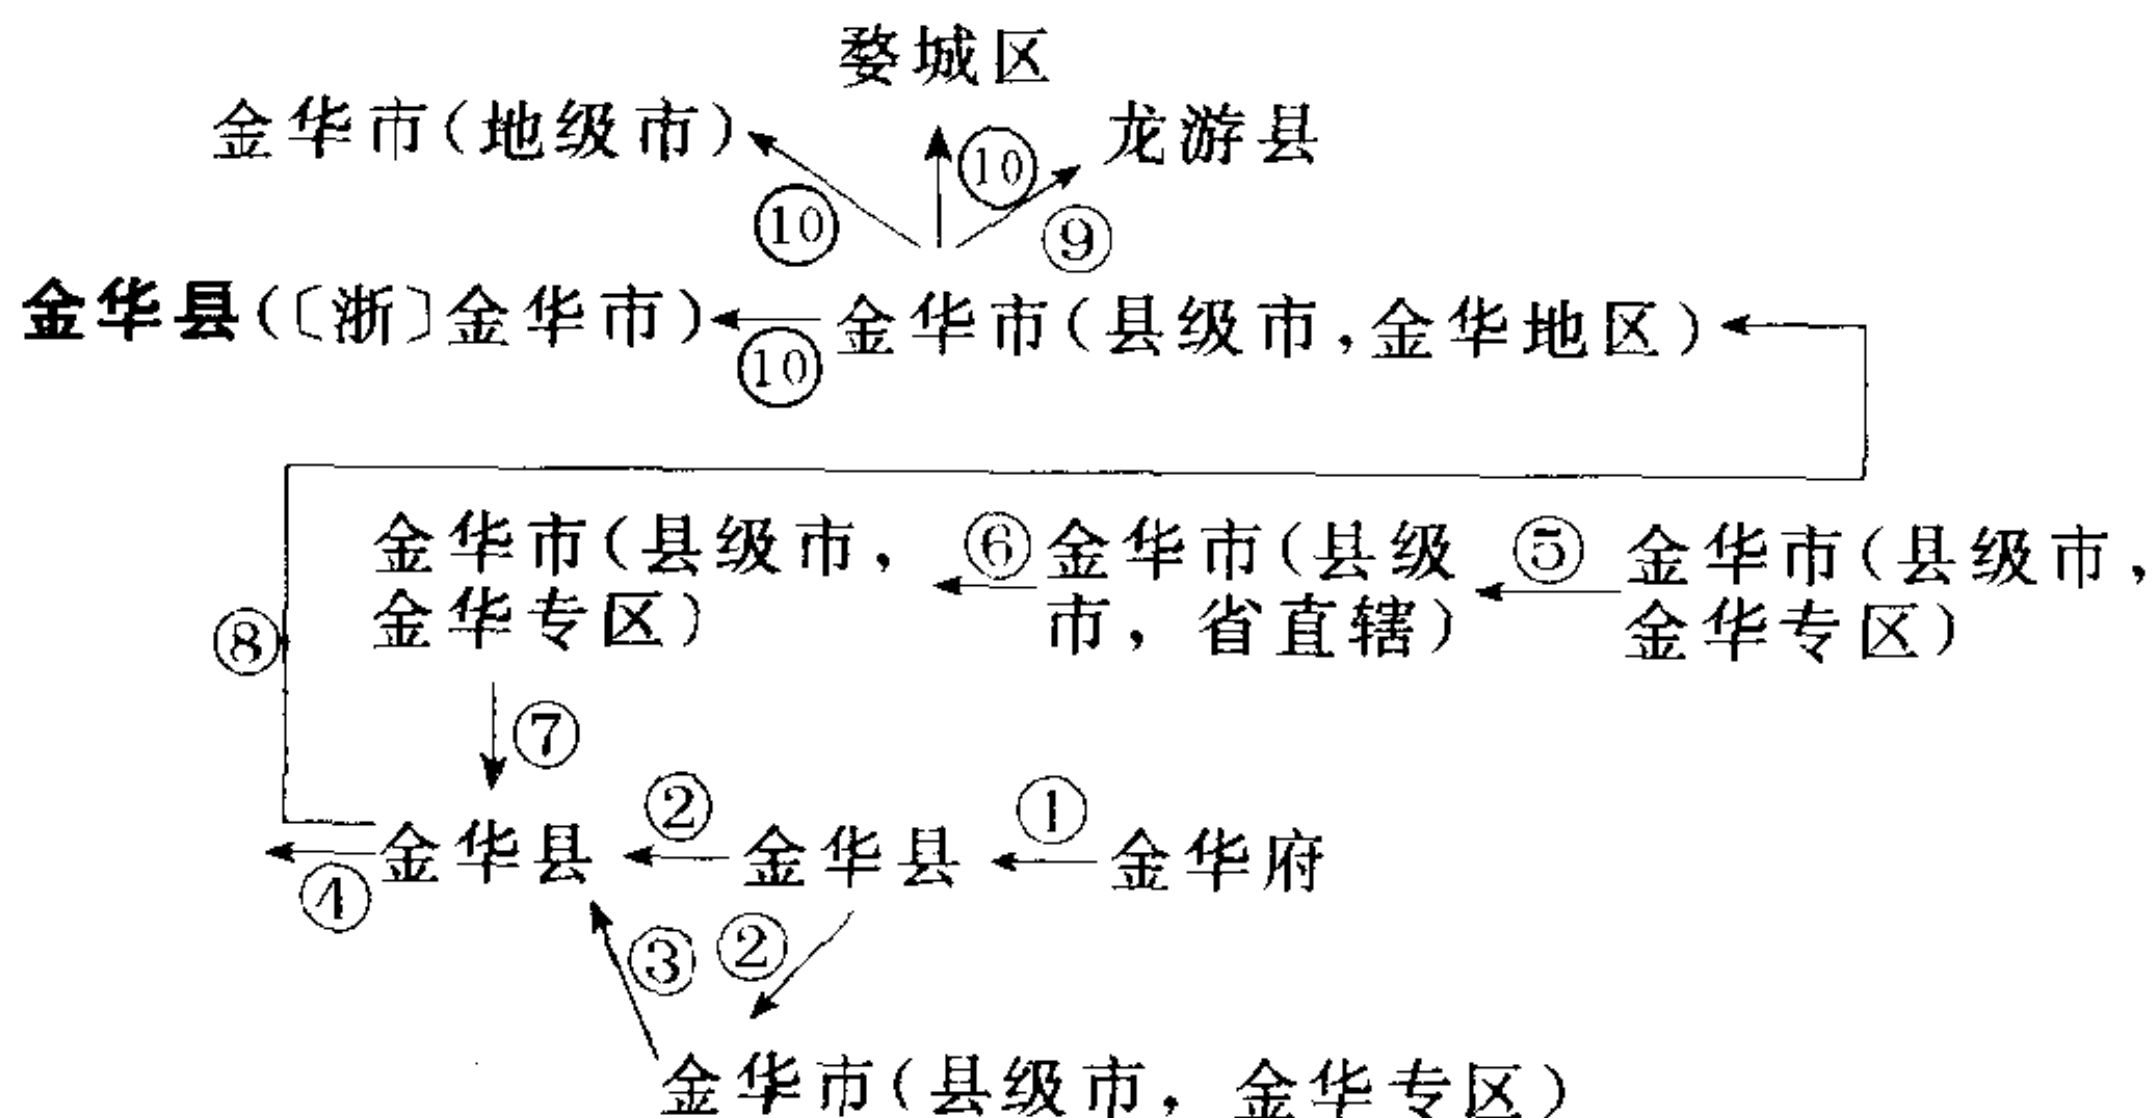 婺城区
金华市(地级市)
⑩
龙游县
⑩
⑨
金华县(〔浙〕金华市)
⑩
金华市(县级市,金华地区)
金华市(县级市,
金华专区)
⑥
金华市(县级
市,省直辖)
⑤
金华市(县级市,
金华专区)
⑧
⑦
④
金华县
②
金华县
①
金华府
③
②
金华市(县级市,金华专区)